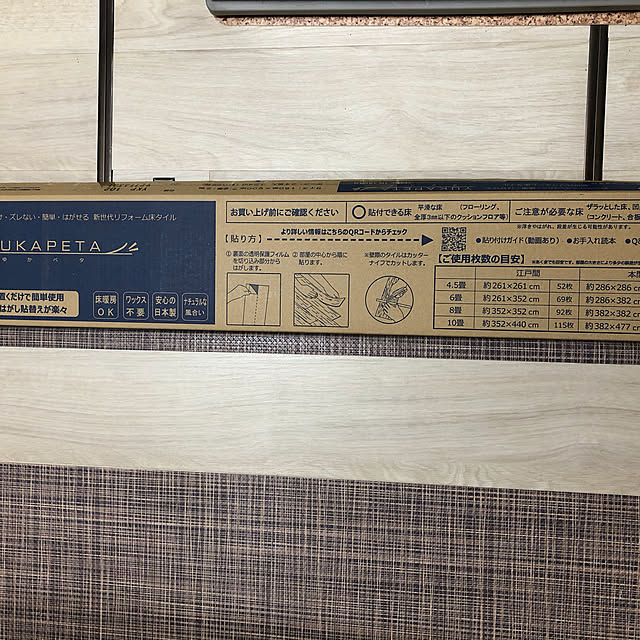 ・ズレない・簡単・はがせる 新世代リフォーム床タイル
YUKAPETA
ゆかペタ
置くだけで簡単使用
はがし貼替えが楽々
床暖房
OK
ワックス
不要
安心の
日本製
ナチュラルな
風合い
お買い上げ前にご確認ください
貼付できる床
平滑な床 (フローリング、
全厚3㎜以下のクッションフロア等)
ご注意が必要な床
ザラッとした床、凹
(コンクリート、合板
より詳しい情報はこちらのQRコードからチェック
【貼り方】
●貼り付けガイド(動画あり) ●お手入れ読本
① 裏面の透明保護フィルム
を切り込み部分から
はがします。
② 部屋の中心から順に
貼ります。
※壁際のタイルはカッター
ナイフでカットします。
【ご使用枚数の目安】
江戸間
4.5畳 約261×261cm 52枚 約286×286cm
6畳 約261×352cm 69枚 約286×382cm
8畳 約352×352cm 92枚 約382×382cm
10畳 約352×440cm 115枚 約382×477cm